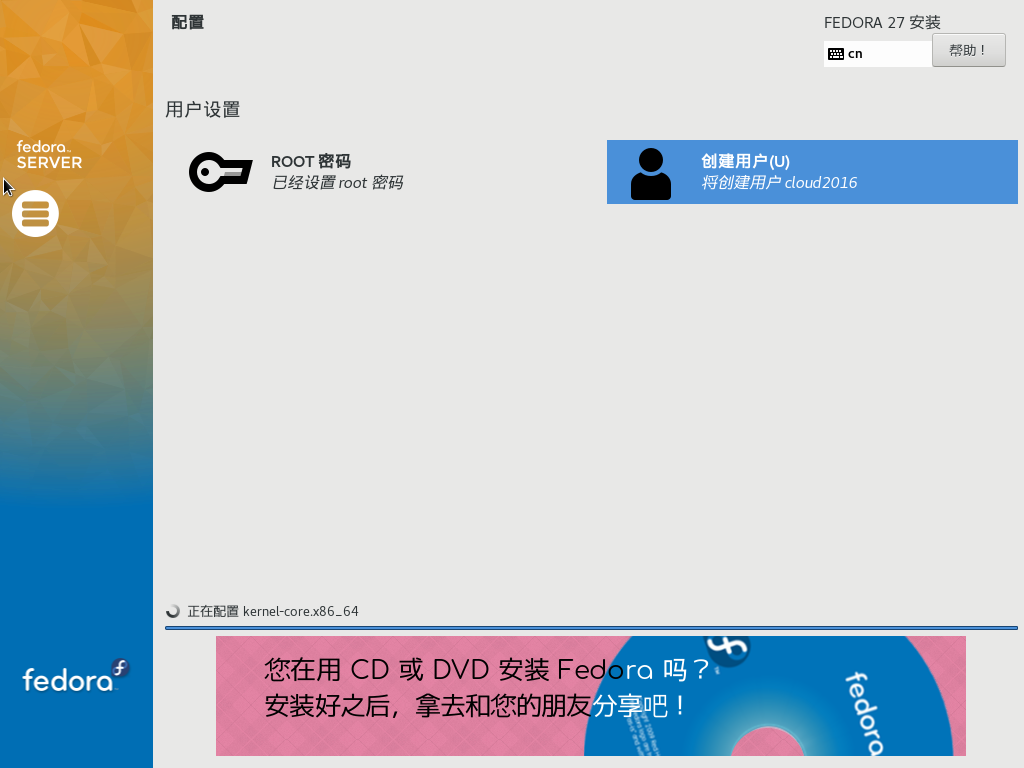 配置
FEDORA 27 安装
cn
帮助！
fedora
SERVER
用户设置
ROOT 密码
已经设置 root 密码
创建用户(U)
将创建用户 cloud2016
正在配置 kernel-core.x86_64
您在用 CD 或 DVD 安装 Fedora 吗？
安装好之后，拿去和您的朋友分享吧！
fedora
fedora